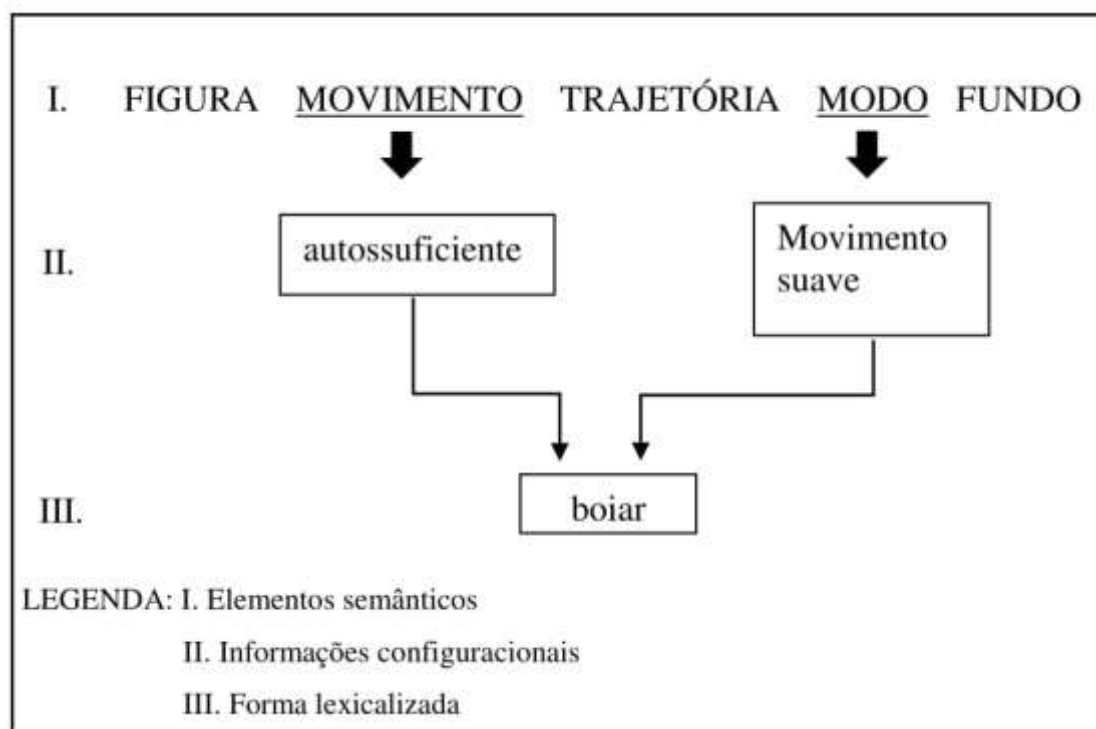 I. FIGURA MOVIMENTO TRAJETÓRIA MODO FUNDO
II. autossuficiente
Movimento
suave
III. boiar
LEGENDA: I. Elementos semânticos
II. Informações configuracionais
III. Forma lexicalizada